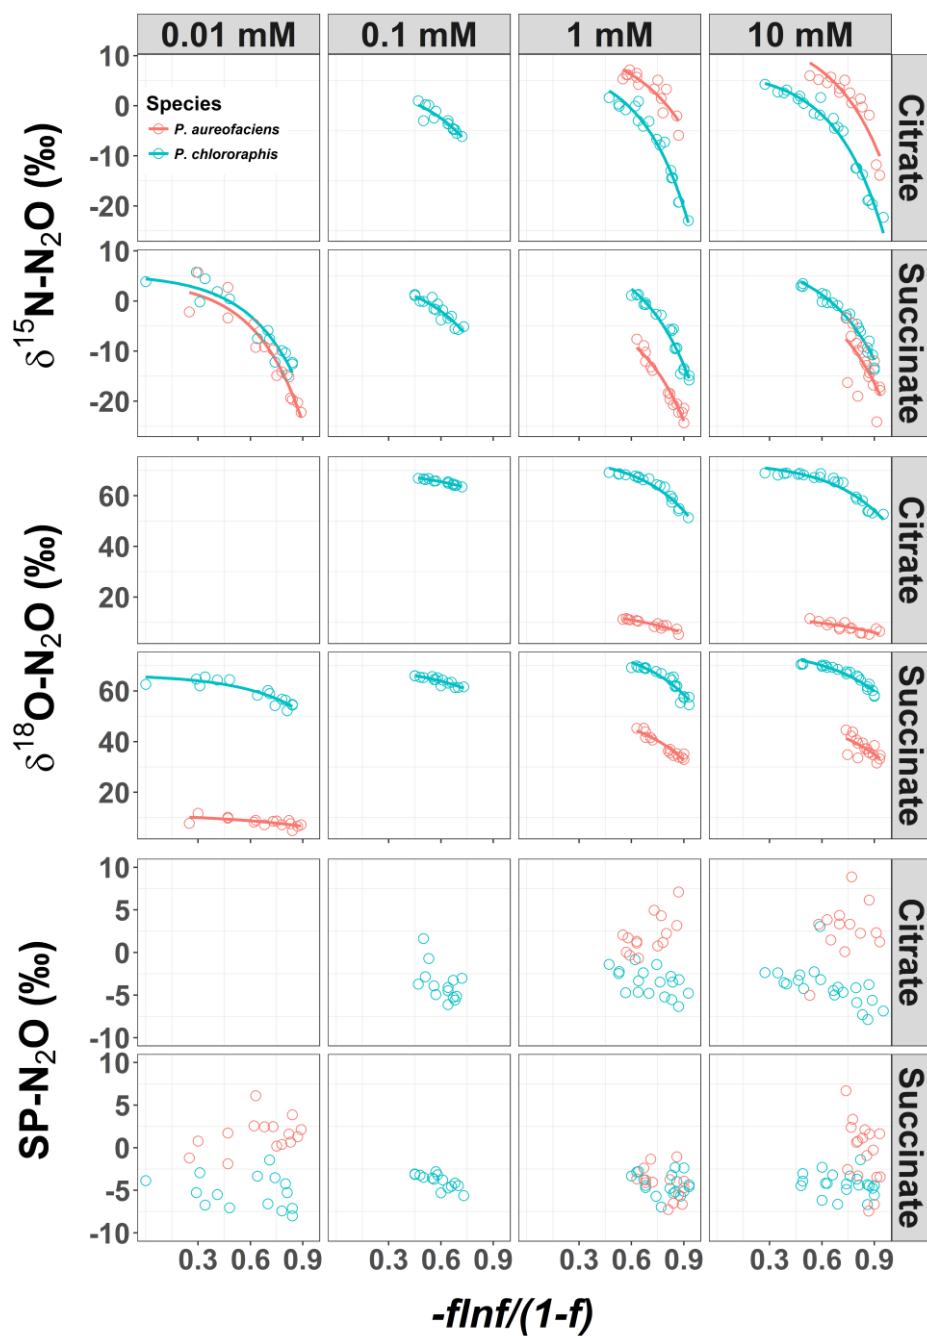 0.01 mM 0.1 mM 1 mM 10 mM
δ¹⁵N-N₂O (‰)
10
0
-10
-20
Species
P. aureofaciens
P. chlororaphis
Citrate
10
0
-10
-20
Succinate
δ¹⁸O-N₂O (‰)
60
40
20
Citrate
60
40
20
Succinate
SP-N₂O (‰)
10
5
0
-5
-10
Citrate
10
5
0
-5
-10
Succinate
0.3 0.6 0.9 0.3 0.6 0.9 0.3 0.6 0.9 0.3 0.6 0.9
-flnf/(1-f)